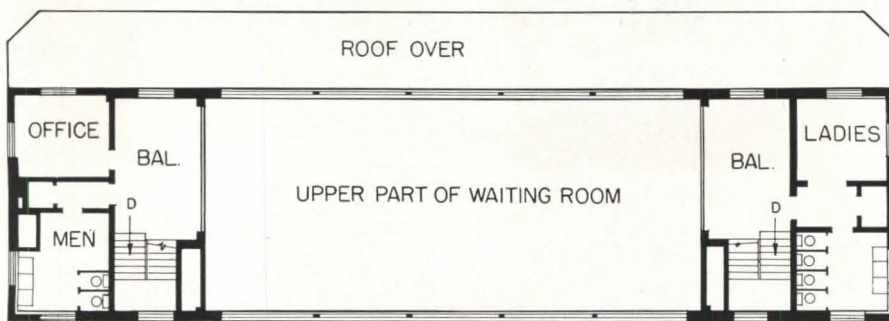 ROOF OVER
OFFICE
BAL.
UPPER PART OF WAITING ROOM
BAL.
LADIES
D
D
MEN